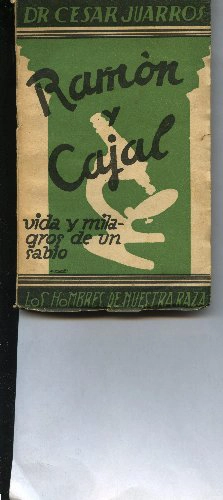 DR CESAR JUARROS
Ramón
y
Cajal
vida y mila-
gros de un
sabio
LOS HOMBRES DE NUESTRA RAZA